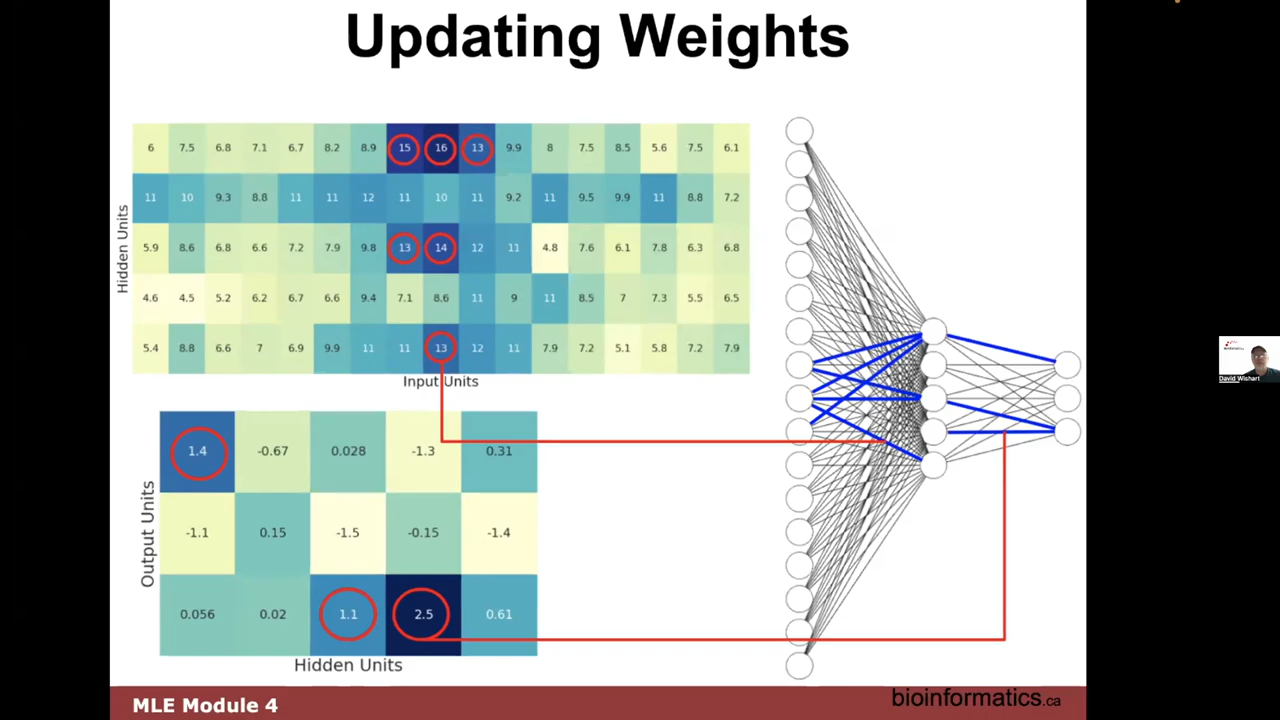 Updating Weights
6 7.5 6.8 7.1 6.7 8.2 8.9 15 16 13 9.9 8 7.5 8.5 5.6 7.5 6.1
11 10 9.3 8.8 11 11 12 11 10 11 9.2 11 9.5 9.9 11 8.8 7.2
5.9 8.6 6.8 6.6 7.2 7.9 9.8 13 14 12 11 4.8 7.6 6.1 7.8 6.3 6.8
4.6 4.5 5.2 6.2 6.7 6.6 9.4 7.1 8.6 11 9 11 8.5 7 7.3 5.5 6.5
5.4 8.8 6.6 7 6.9 9.9 11 11 13 12 11 7.9 7.2 5.1 5.8 7.2 7.9
Hidden Units
Input Units
1.4 -0.67 0.028 -1.3 0.31
-1.1 0.15 -1.5 -0.15 -1.4
0.056 0.02 1.1 2.5 0.61
Output Units
Hidden Units
David Wishart
MLE Module 4
bioinformatics.ca